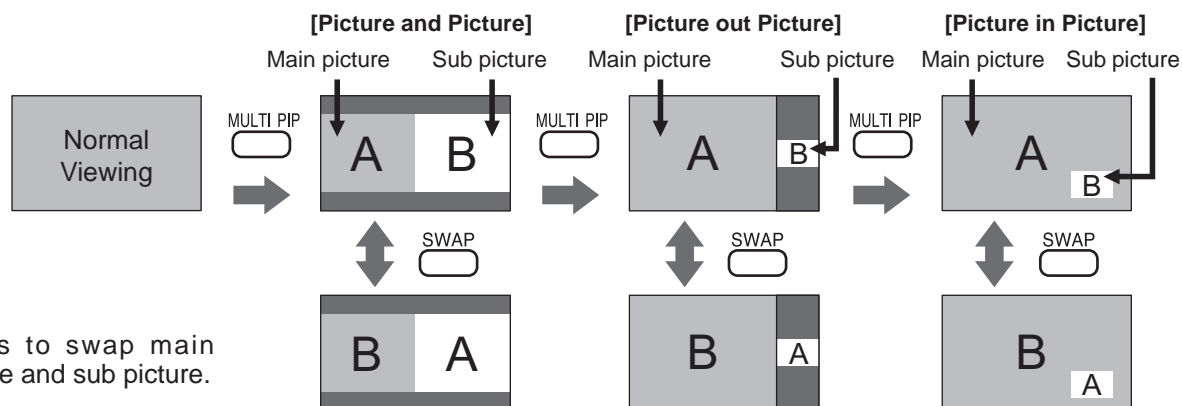 [Picture and Picture] [Picture out Picture] [Picture in Picture]
Main picture Sub picture Main picture Sub picture Main picture Sub picture
Normal
Viewing
MULTI PIP
A B
MULTI PIP
A B
MULTI PIP
A B
SWAP
SWAP
SWAP
B A
B A
B A
s to swap main
e and sub picture.